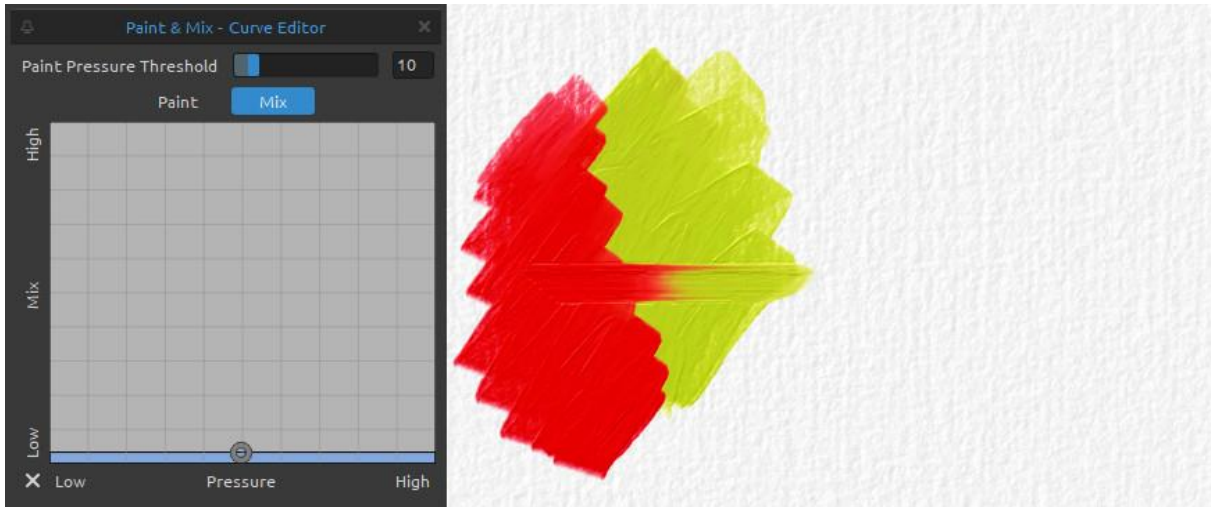 Paint & Mix - Curve Editor
Paint Pressure Threshold 10
Paint Mix
High
Mix
Low
Low Pressure High